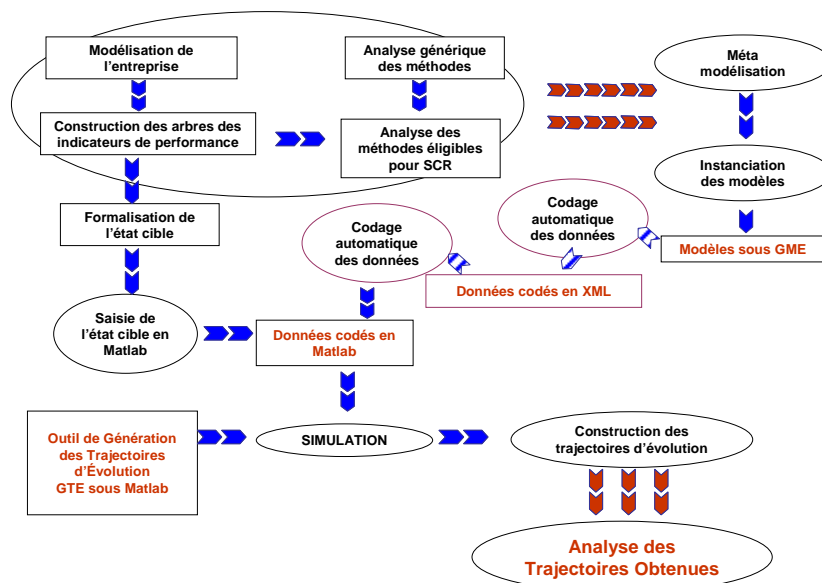 Modélisation de
l'entreprise
Analyse générique
des méthodes
Méta
modélisation
Construction des arbres des
indicateurs de performance
Analyse des
méthodes éligibles
pour SCR
Instanciation
des modèles
Formalisation de
l'état cible
Codage
automatique
des données
Codage
automatique
des données
Modèles sous GME
Données codés en XML
Saisie de
l'état cible en
Matlab
Données codés en
Matlab
Outil de Génération
des Trajectoires
d'Évolution
GTE sous Matlab
SIMULATION
Construction des
trajectoires d'évolution
Analyse des
Trajectoires Obtenues